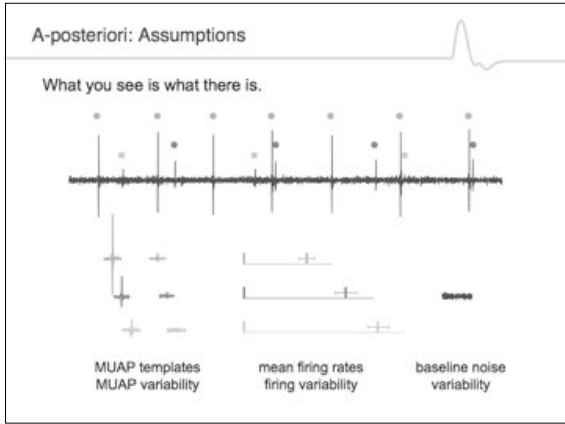 A-posteriori: Assumptions
What you see is what there is.
MUAP templates
MUAP variability
mean firing rates
firing variability
baseline noise
variability